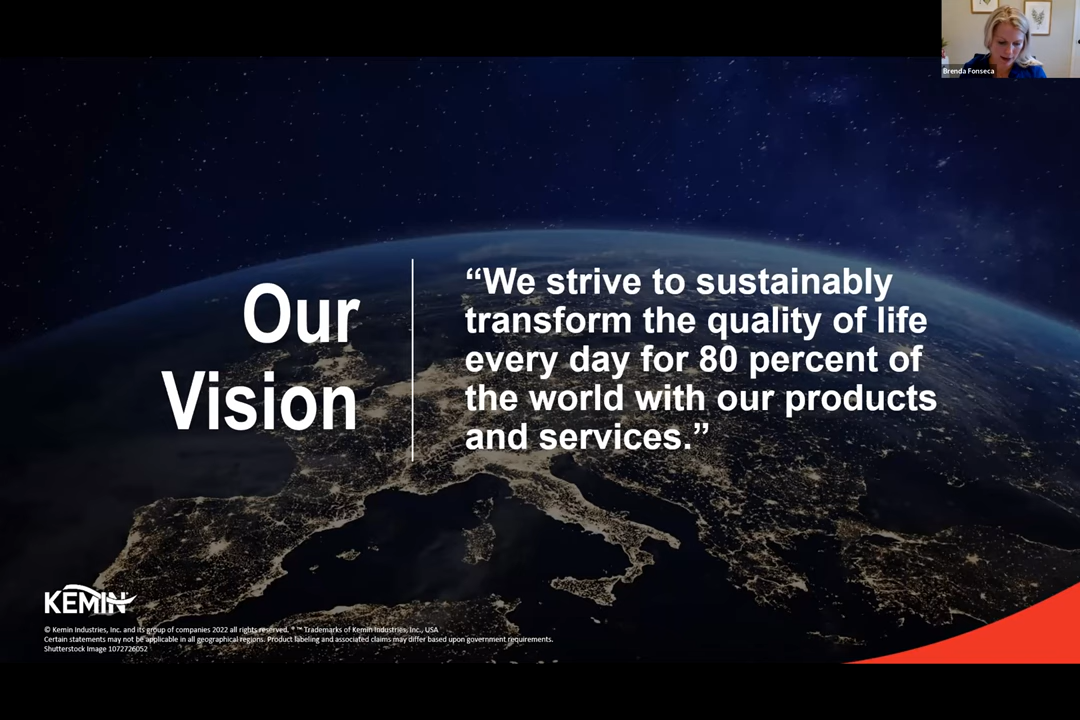 Brenda Fonseca
Our
Vision
“We strive to sustainably
transform the quality of life
every day for 80 percent of
the world with our products
and services.”
KEMIN
© Kemin Industries, Inc. and its group of companies 2022 all rights reserved. ® ™ Trademarks of Kemin Industries, Inc., USA
Certain statements may not be applicable in all geographical regions. Product labeling and associated claims may differ based upon government requirements.
Shutterstock Image 1072726052